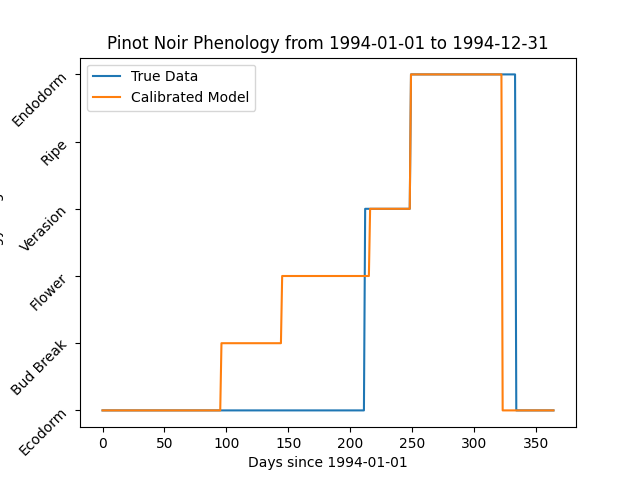 Pinot Noir Phenology from 1994-01-01 to 1994-12-31
True Data
Calibrated Model
Endodorm
Ripe
Verasion
Flower
Bud Break
Ecodorm
0 50 100 150 200 250 300 350
Days since 1994-01-01